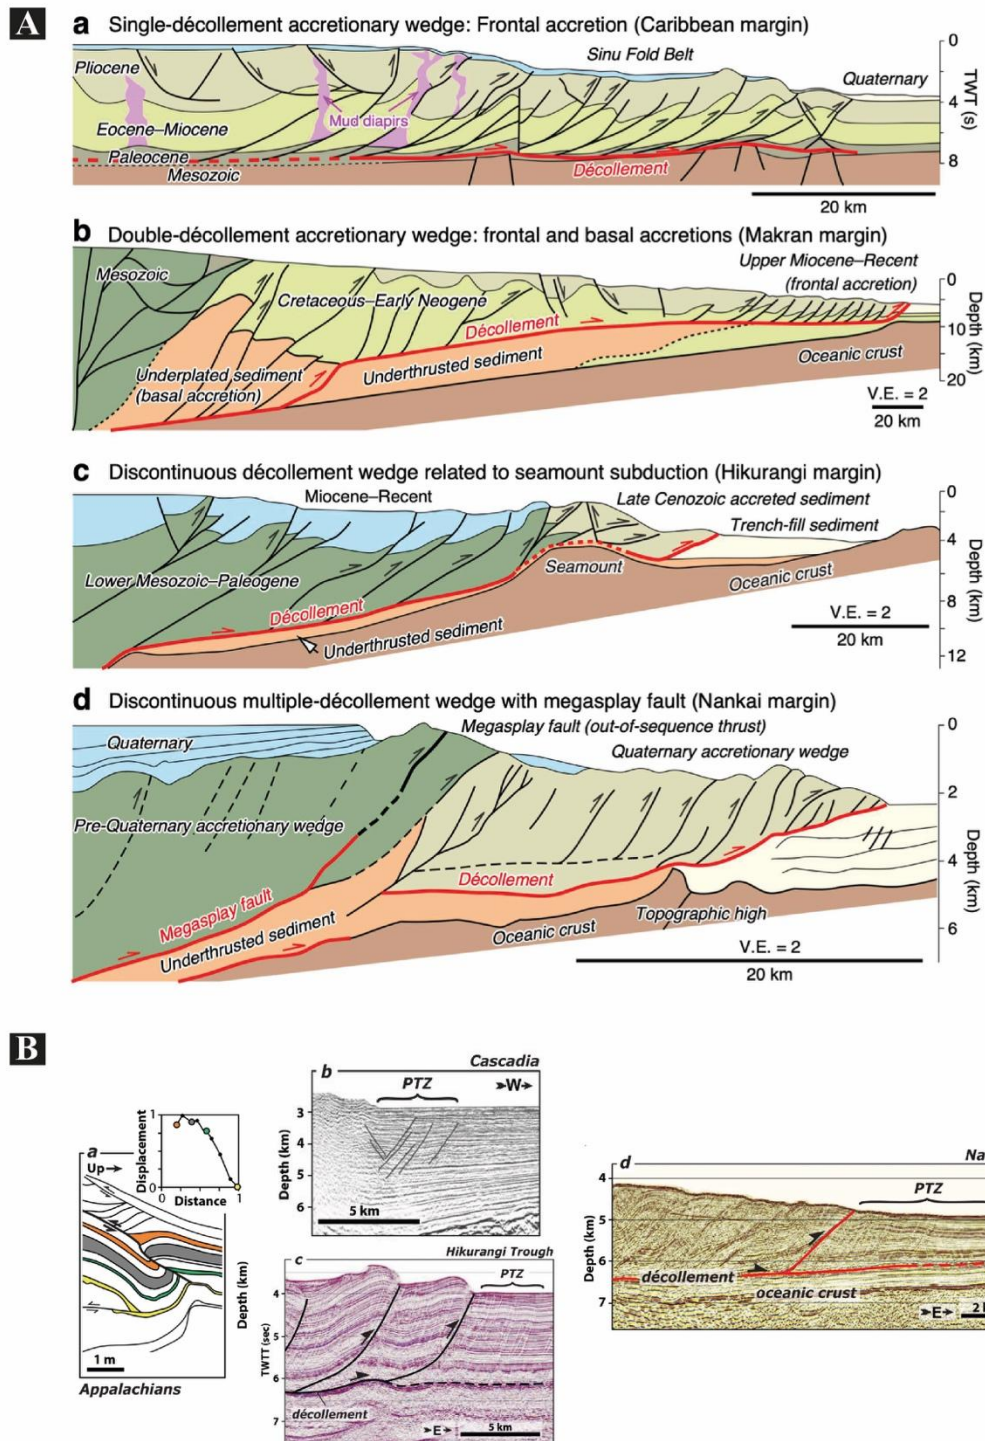 A
a Single-décollement accretionary wedge: Frontal accretion (Caribbean margin)
Sinu Fold Belt
Quaternary
Pliocene
Mud diapirs
Eocene–Miocene
Paleocene
Mesozoic
Décollement
0
4
8
TWT (s)
20 km
b Double-décollement accretionary wedge: frontal and basal accretions (Makran margin)
Mesozoic
Upper Miocene–Recent
(frontal accretion)
Cretaceous–Early Neogene
Décollement
Underplated sediment
(basal accretion)
Underthrusted sediment
Oceanic crust
0
10
20
Depth (km)
V.E. = 2
20 km
c Discontinuous décollement wedge related to seamount subduction (Hikurangi margin)
Miocene–Recent
Late Cenozoic accreted sediment
Trench-fill sediment
Lower Mesozoic–Paleogene
Seamount
Oceanic crust
Décollement
Underthrusted sediment
0
4
8
12
Depth (km)
V.E. = 2
20 km
d Discontinuous multiple-décollement wedge with megasplay fault (Nankai margin)
Megasplay fault (out-of-sequence thrust)
Quaternary
Quaternary accretionary wedge
Pre-Quaternary accretionary wedge
Décollement
Megasplay fault
Underthrusted sediment
Oceanic crust
Topographic high
0
2
4
6
Depth (km)
V.E. = 2
20 km
B
a
Up
Displacement
1
0
0
1
Distance
1 m
Appalachians
Cascadia
b
PTZ
W
3
4
5
6
Depth (km)
5 km
Hikurangi Trough
c
PTZ
4
5
6
7
Depth (km)
TWTT (sec)
décollement
E
5 km
Na
d
PTZ
4
5
6
7
Depth (km)
décollement
oceanic crust
E
2 k